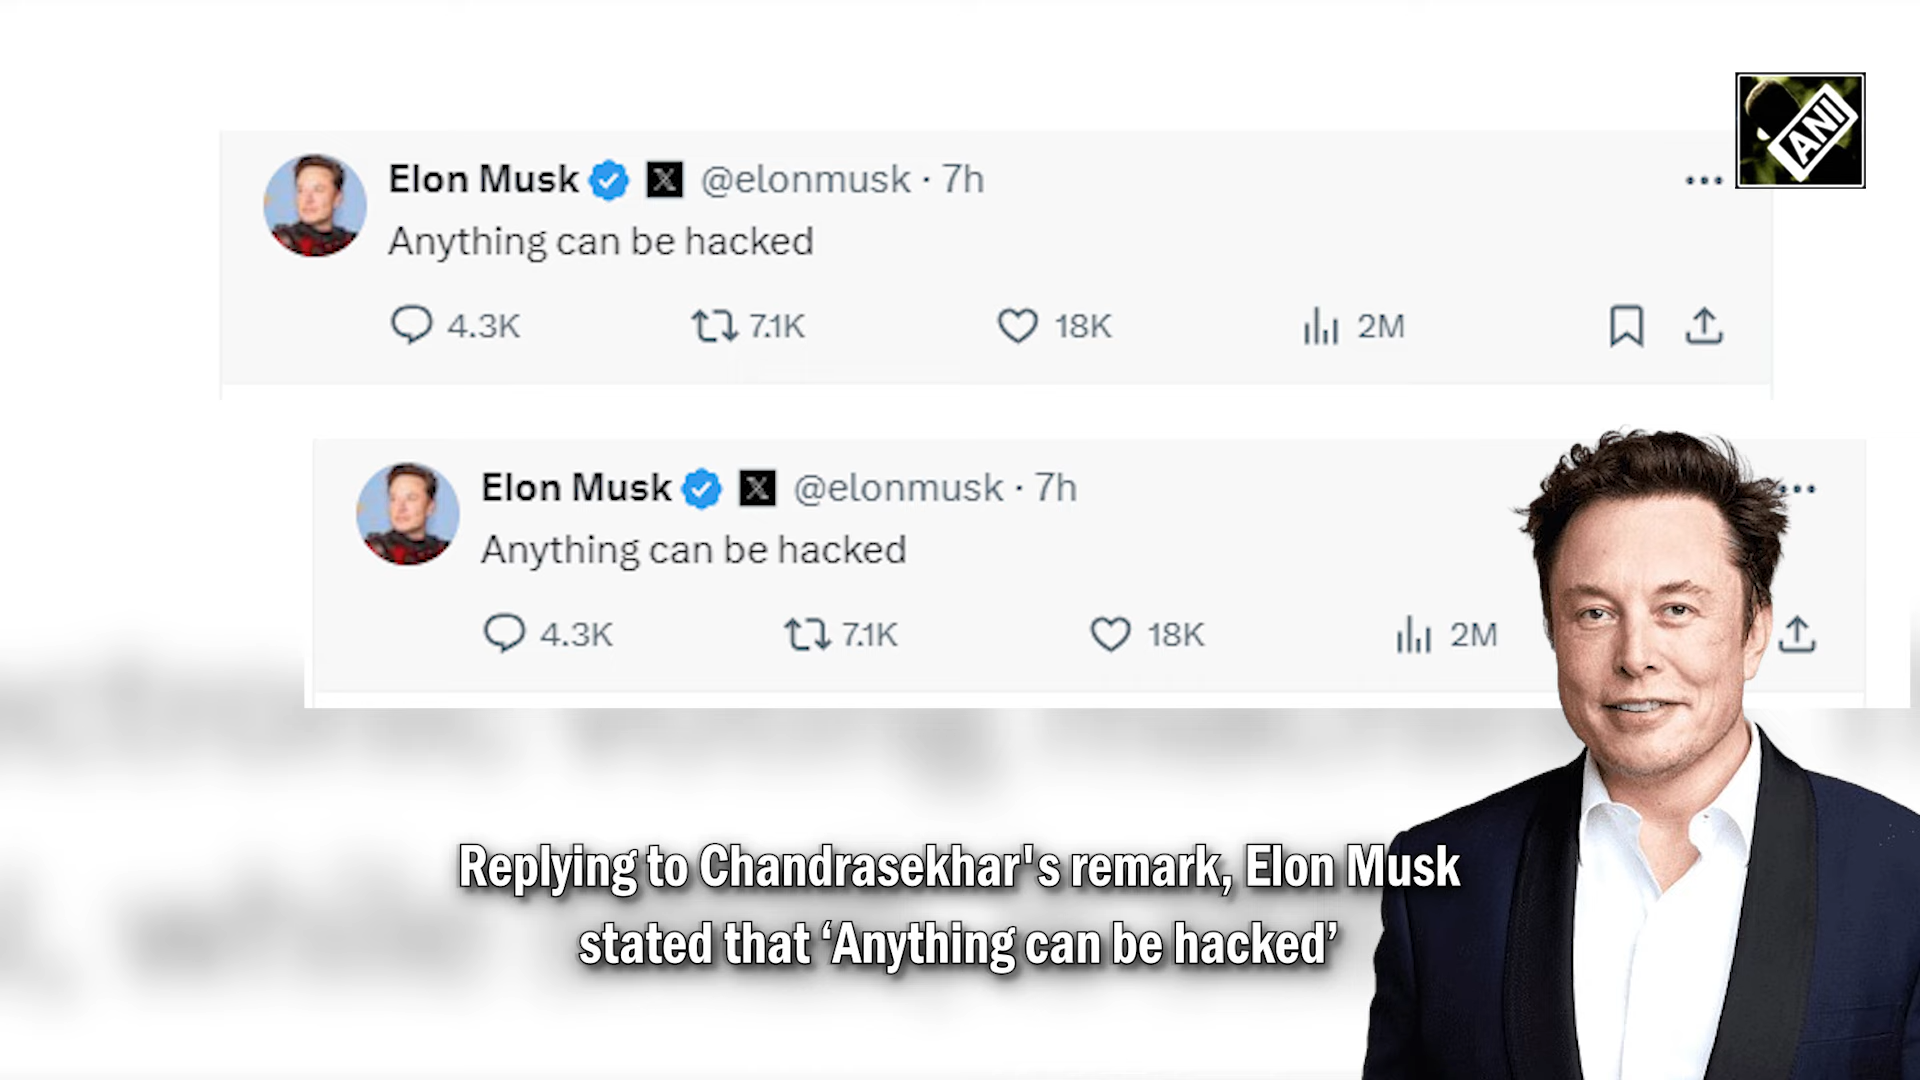 ANI
Elon Musk @elonmusk · 7h
Anything can be hacked
4.3K 7.1K 18K 2M
Elon Musk @elonmusk · 7h
Anything can be hacked
4.3K 7.1K 18K 2M
Replying to Chandrasekhar's remark, Elon Musk
stated that ‘Anything can be hacked’